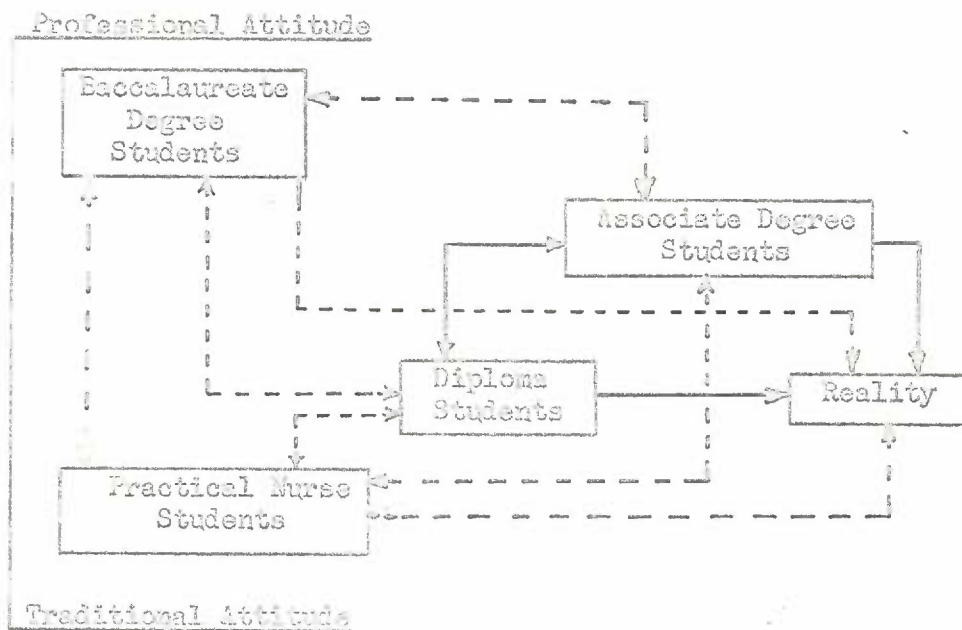 Professional Attitude
Baccalaureate
Degree
Students
Associate Degree
Students
Diploma
Students
Reality
Practical Nurse
Students
Traditional Attitude